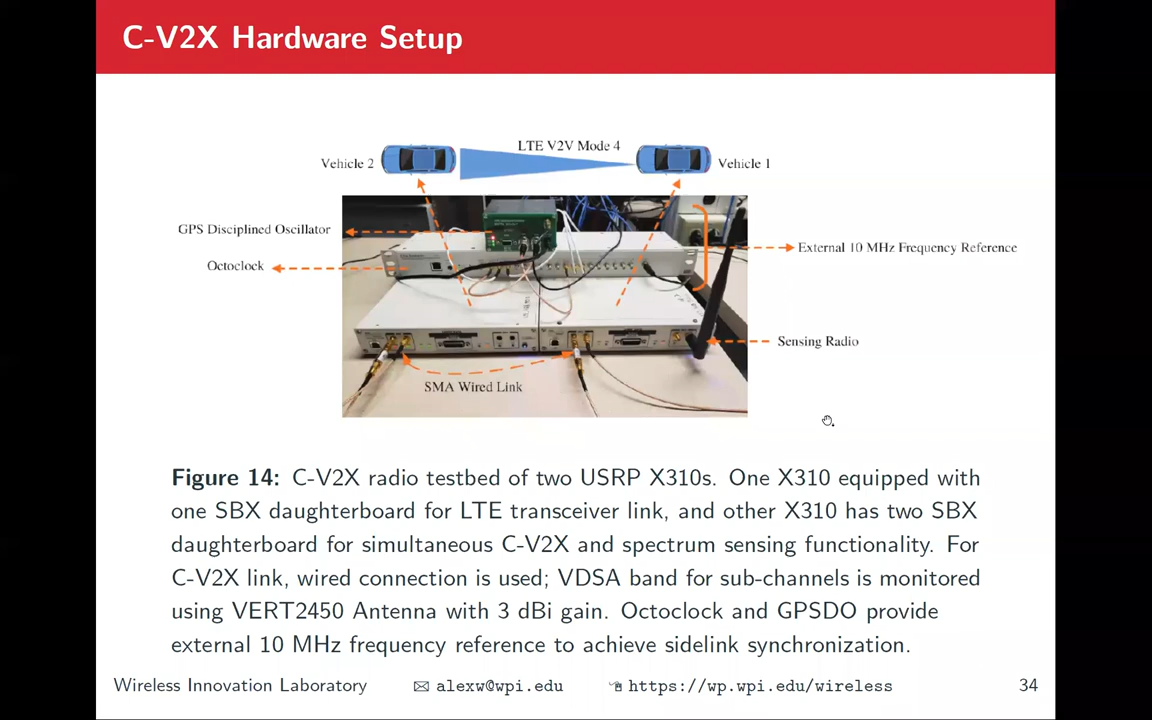 C-V2X Hardware Setup
LTE V2V Mode 4
Vehicle 2
Vehicle 1
GPS Disciplined Oscillator
External 10 MHz Frequency Reference
Octoclock
Sensing Radio
SMA Wired Link
Figure 14: C-V2X radio testbed of two USRP X310s. One X310 equipped with
one SBX daughterboard for LTE transceiver link, and other X310 has two SBX
daughterboard for simultaneous C-V2X and spectrum sensing functionality. For
C-V2X link, wired connection is used; VDSA band for sub-channels is monitored
using VERT2450 Antenna with 3 dBi gain. Octoclock and GPSDO provide
external 10 MHz frequency reference to achieve sidelink synchronization.
Wireless Innovation Laboratory alexw@wpi.edu https://wp.wpi.edu/wireless 34